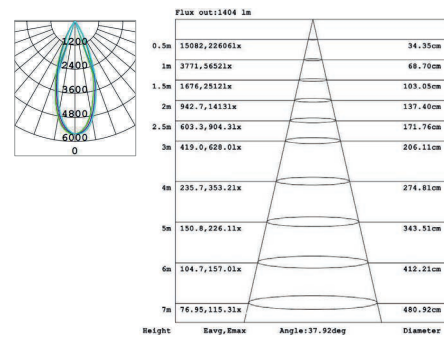 Flux out:1404 lm
1200
2400
3600
4800
6000
0
0.5m 15082,22606lx 34.35cm
1m 3771,5652lx 68.70cm
1.5m 1676,2512lx 103.05cm
2m 942.7,1413lx 137.40cm
2.5m 603.3,904.3lx 171.76cm
3m 419.0,628.0lx 206.11cm
4m 235.7,353.2lx 274.81cm
5m 150.8,226.1lx 343.51cm
6m 104.7,157.0lx 412.21cm
7m 76.95,115.3lx 480.92cm
Height Eavg,Emax Angle:37.92deg Diameter